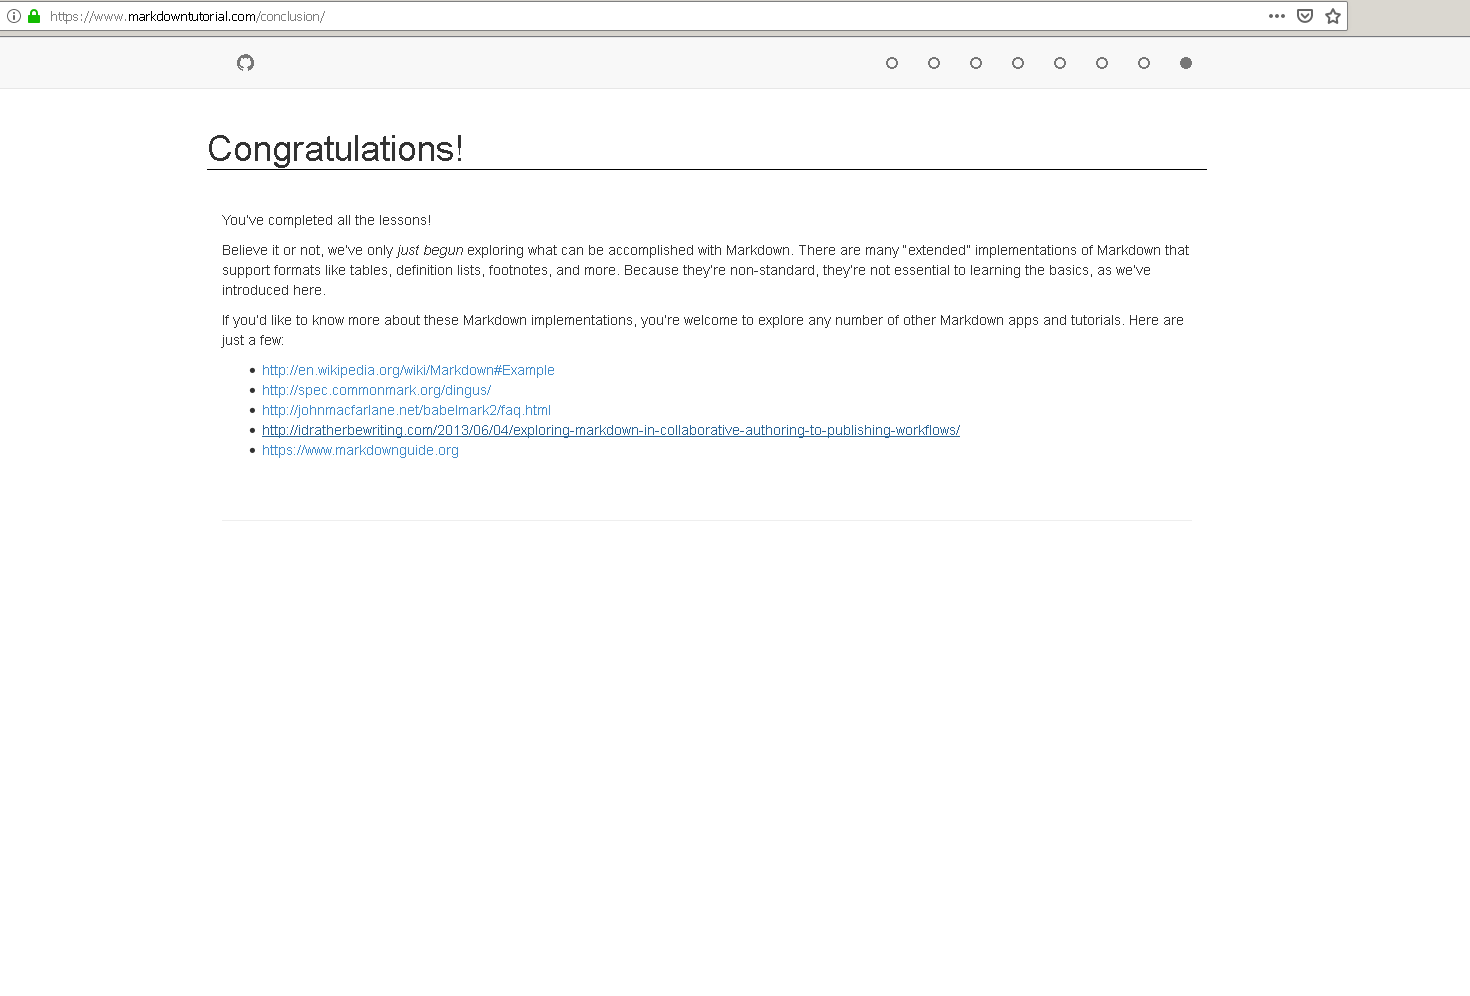 https://www.markdowntutorial.com/conclusion/
Congratulations!
You've completed all the lessons!
Believe it or not, we've only just begun exploring what can be accomplished with Markdown. There are many "extended" implementations of Markdown that
support formats like tables, definition lists, footnotes, and more. Because they're non-standard, they're not essential to learning the basics, as we've
introduced here.
If you'd like to know more about these Markdown implementations, you're welcome to explore any number of other Markdown apps and tutorials. Here are
just a few:
http://en.wikipedia.org/wiki/Markdown#Example
http://spec.commonmark.org/dingus/
http://johnmacfarlane.net/babelmark2/faq.html
http://idratherbewriting.com/2013/06/04/exploring-markdown-in-collaborative-authoring-to-publishing-workflows/
https://www.markdownguide.org